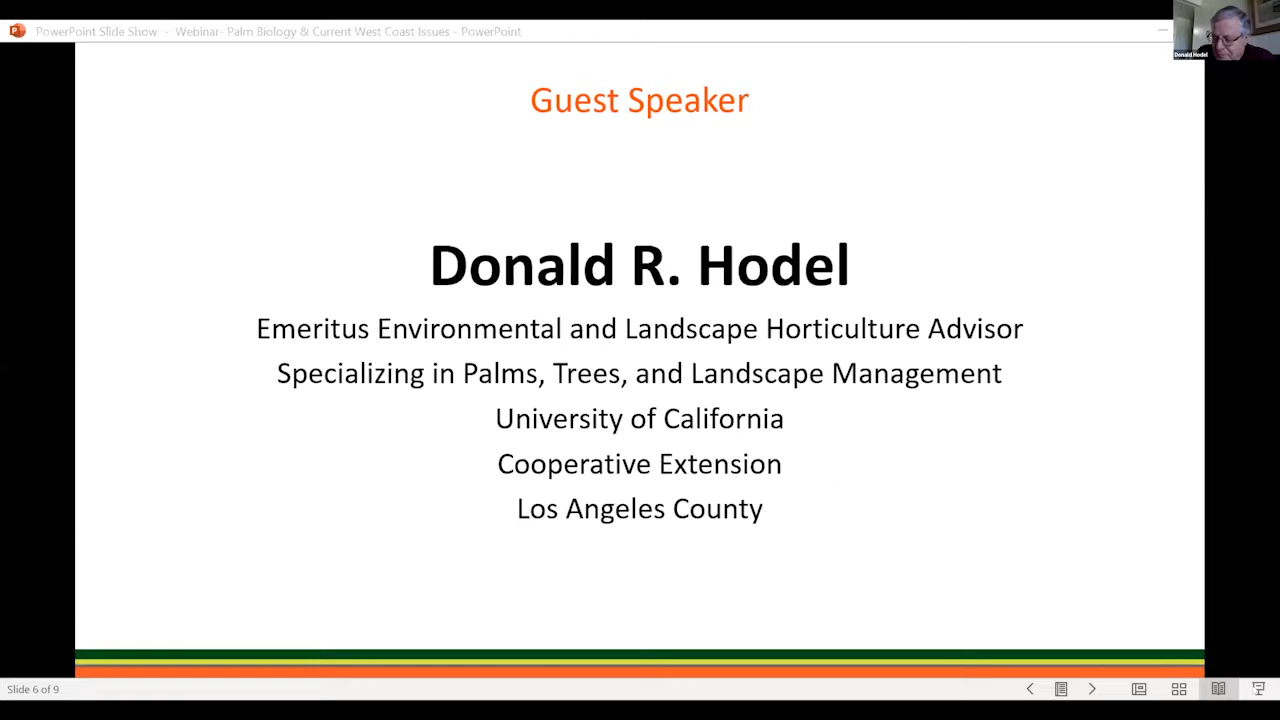 PowerPoint Slide Show - Webinar- Palm Biology & Current West Coast Issues - PowerPoint
Donald Hodel
Guest Speaker
Donald R. Hodel
Emeritus Environmental and Landscape Horticulture Advisor
Specializing in Palms, Trees, and Landscape Management
University of California
Cooperative Extension
Los Angeles County
Slide 6 of 9